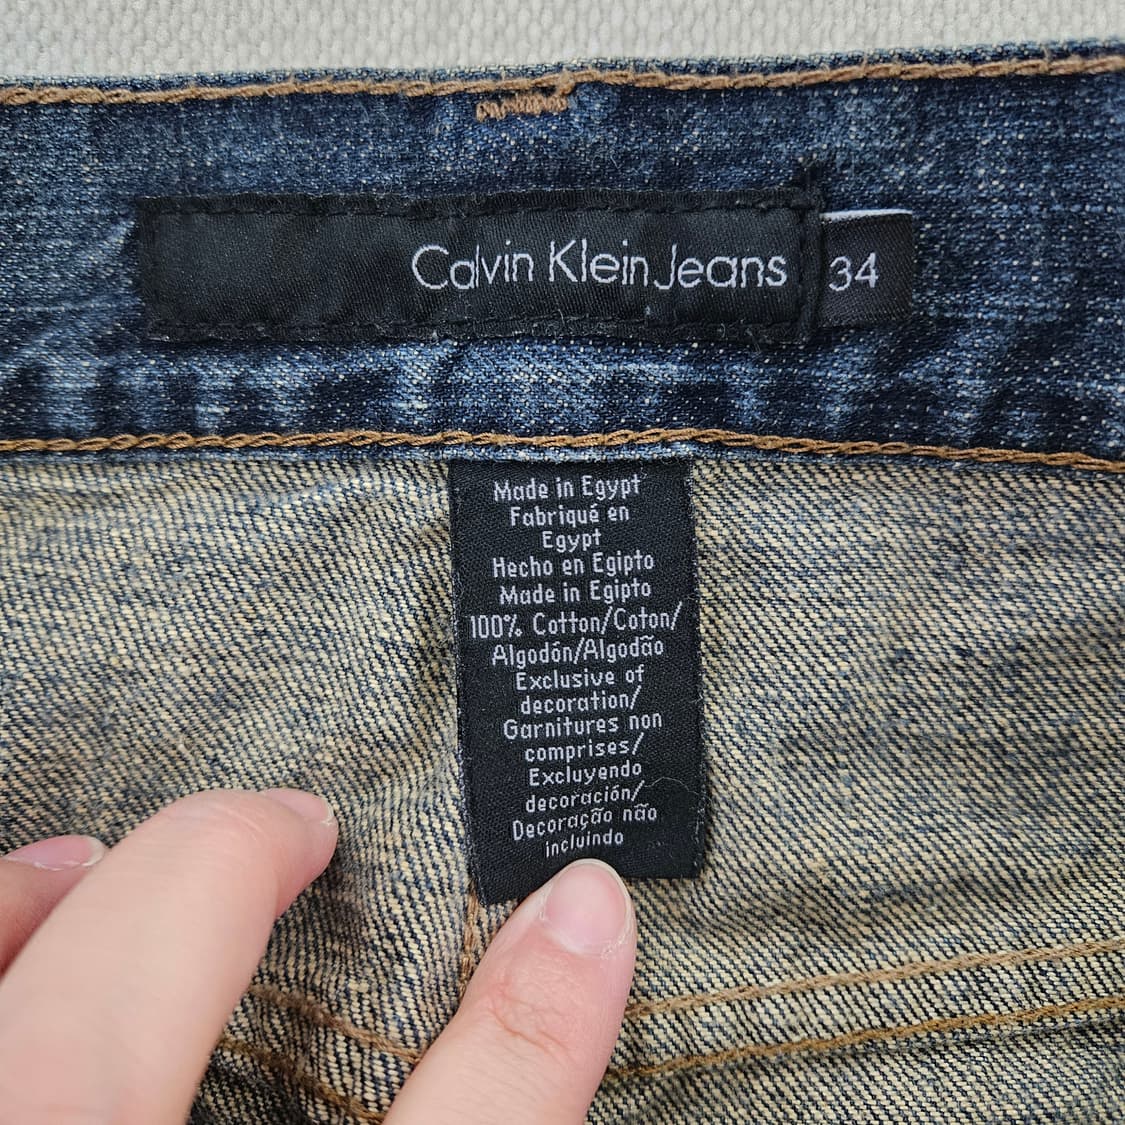 Calvin Klein Jeans 34
Made in Egypt
Fabriqué en
Egypt
Hecho en Egipto
Made in Egipto
100% Cotton/Coton/
Algodón/Algodão
Exclusive of
decoration/
Garnitures non
comprises/
Excluyendo
decoración/
Decoração não
incluindo